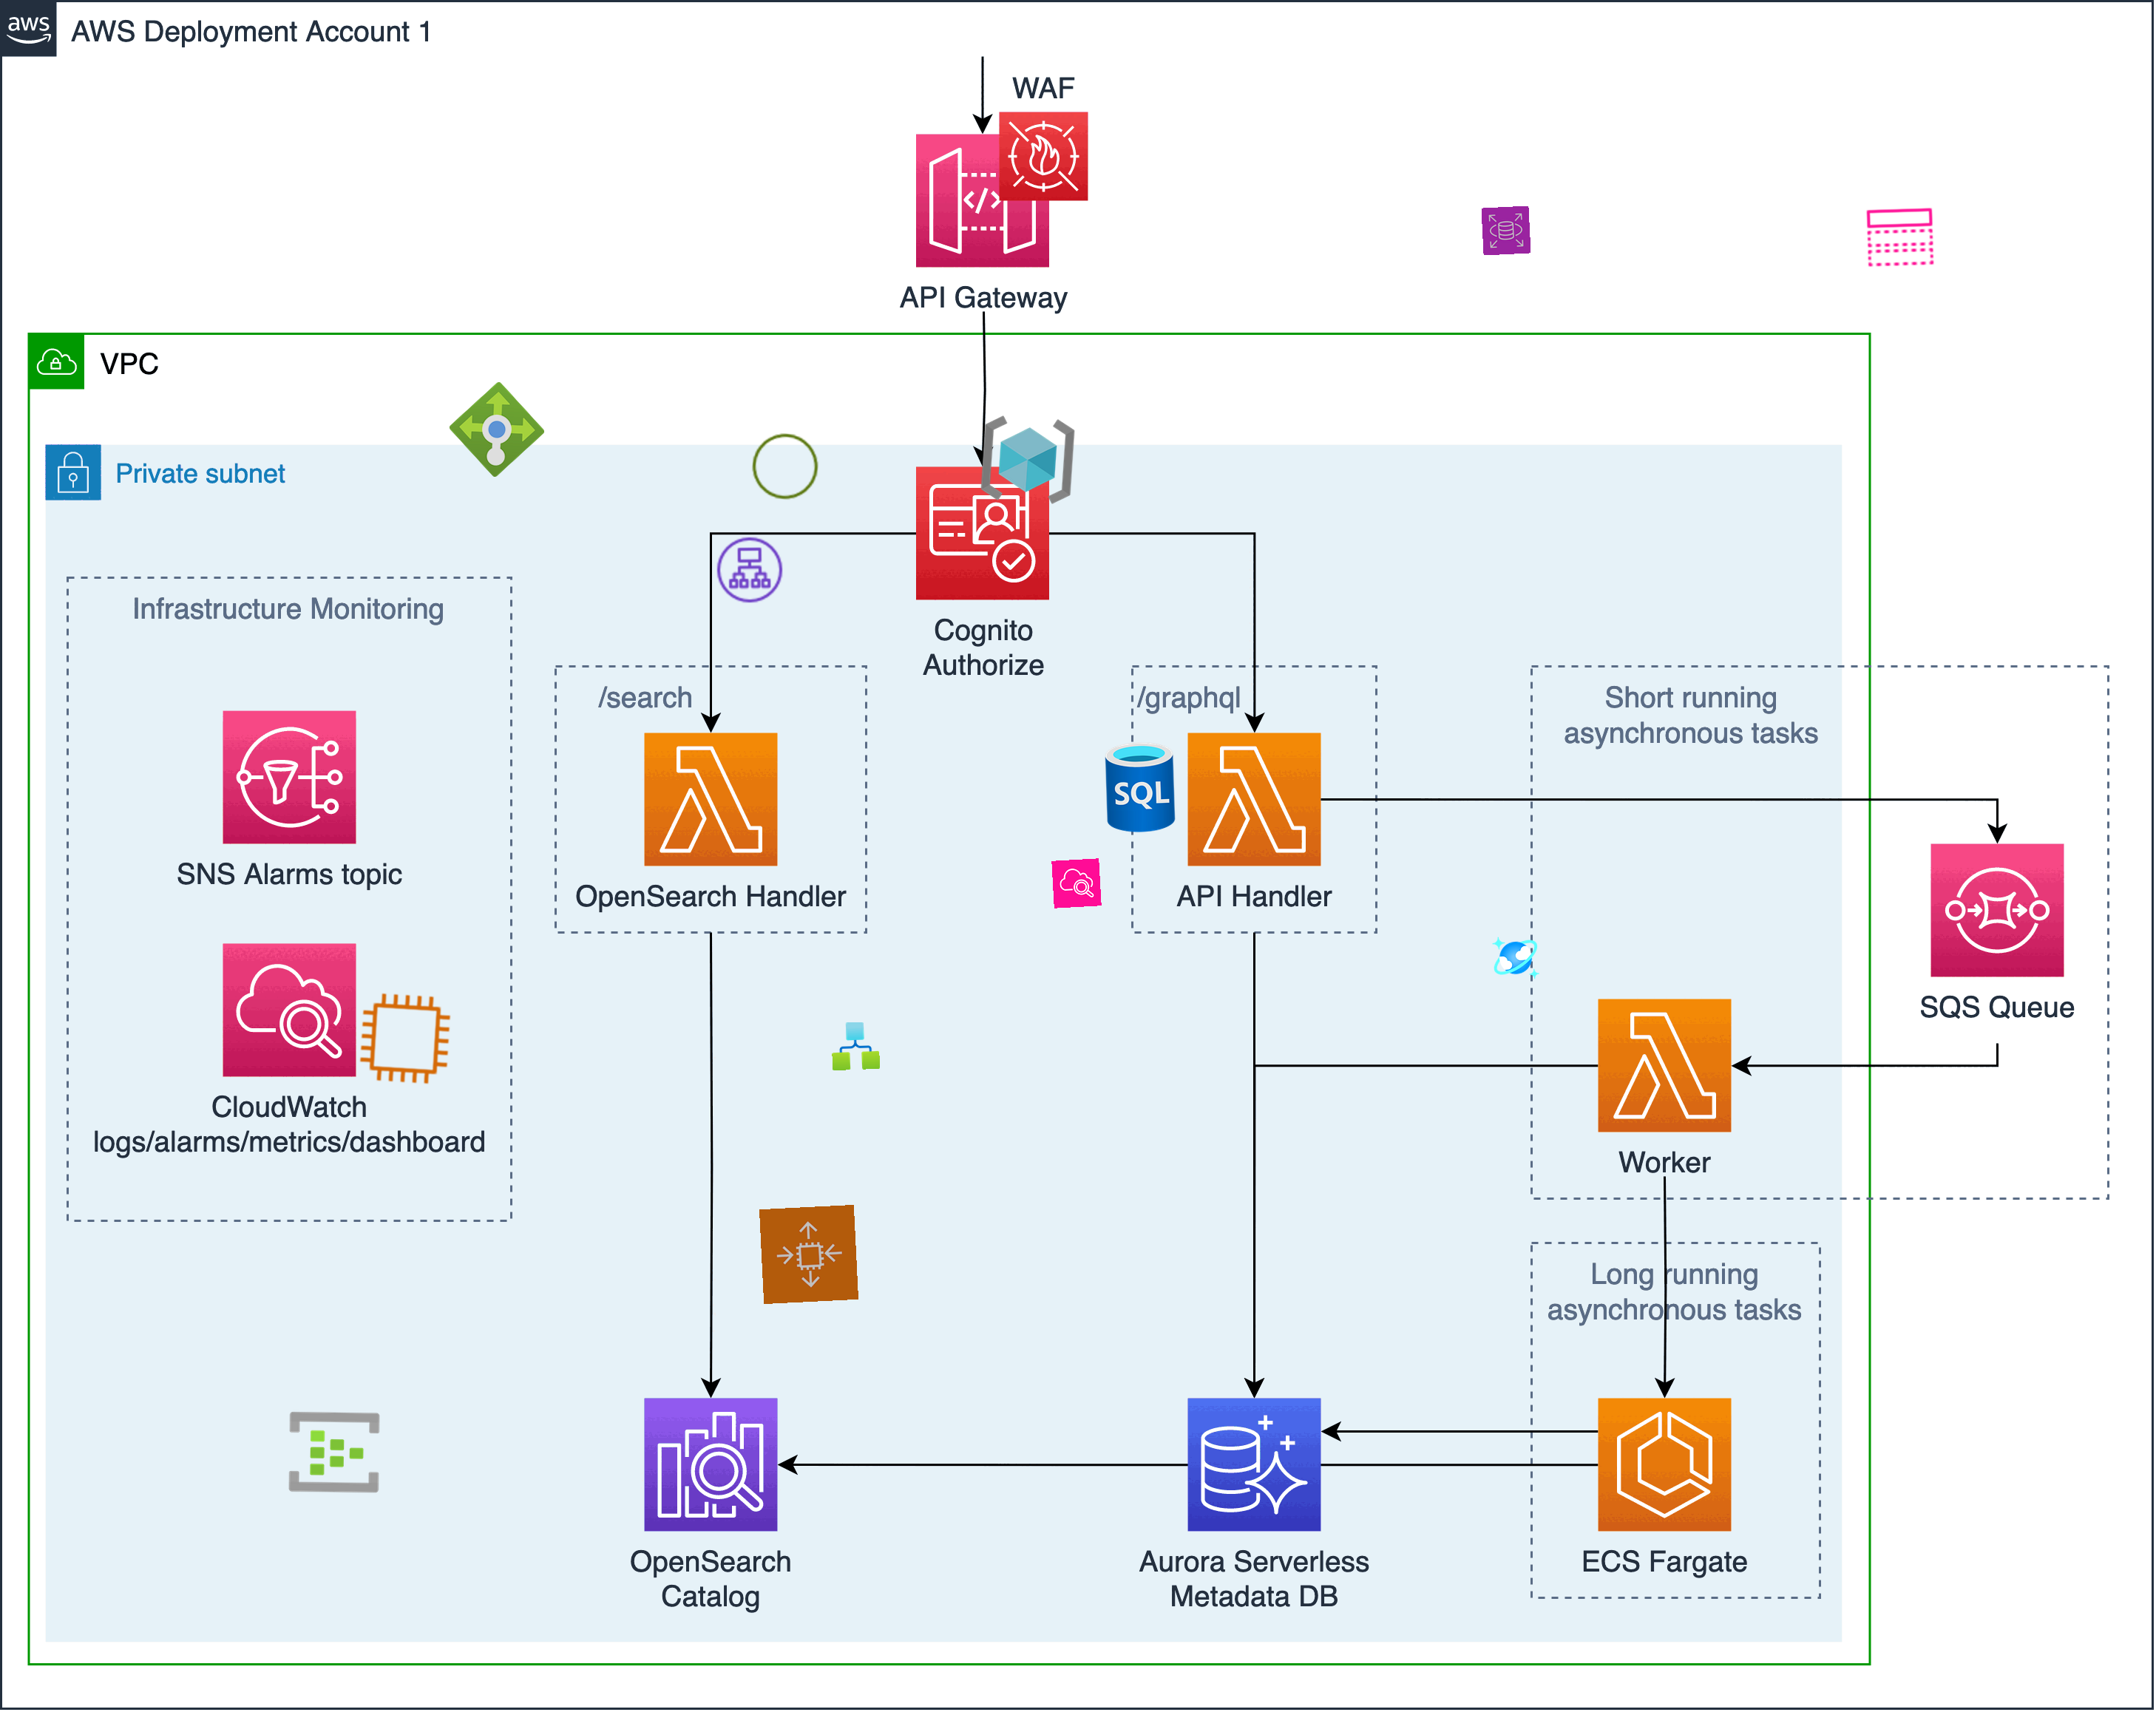 aws
AWS Deployment Account 1
WAF
API Gateway
VPC
Private subnet
Cognito
Authorize
Infrastructure Monitoring
/search
/graphql
Short running
asynchronous tasks
SQL
SNS Alarms topic
OpenSearch Handler
API Handler
SQS Queue
CloudWatch
logs/alarms/metrics/dashboard
Worker
Long running
asynchronous tasks
OpenSearch
Catalog
Aurora Serverless
Metadata DB
ECS Fargate